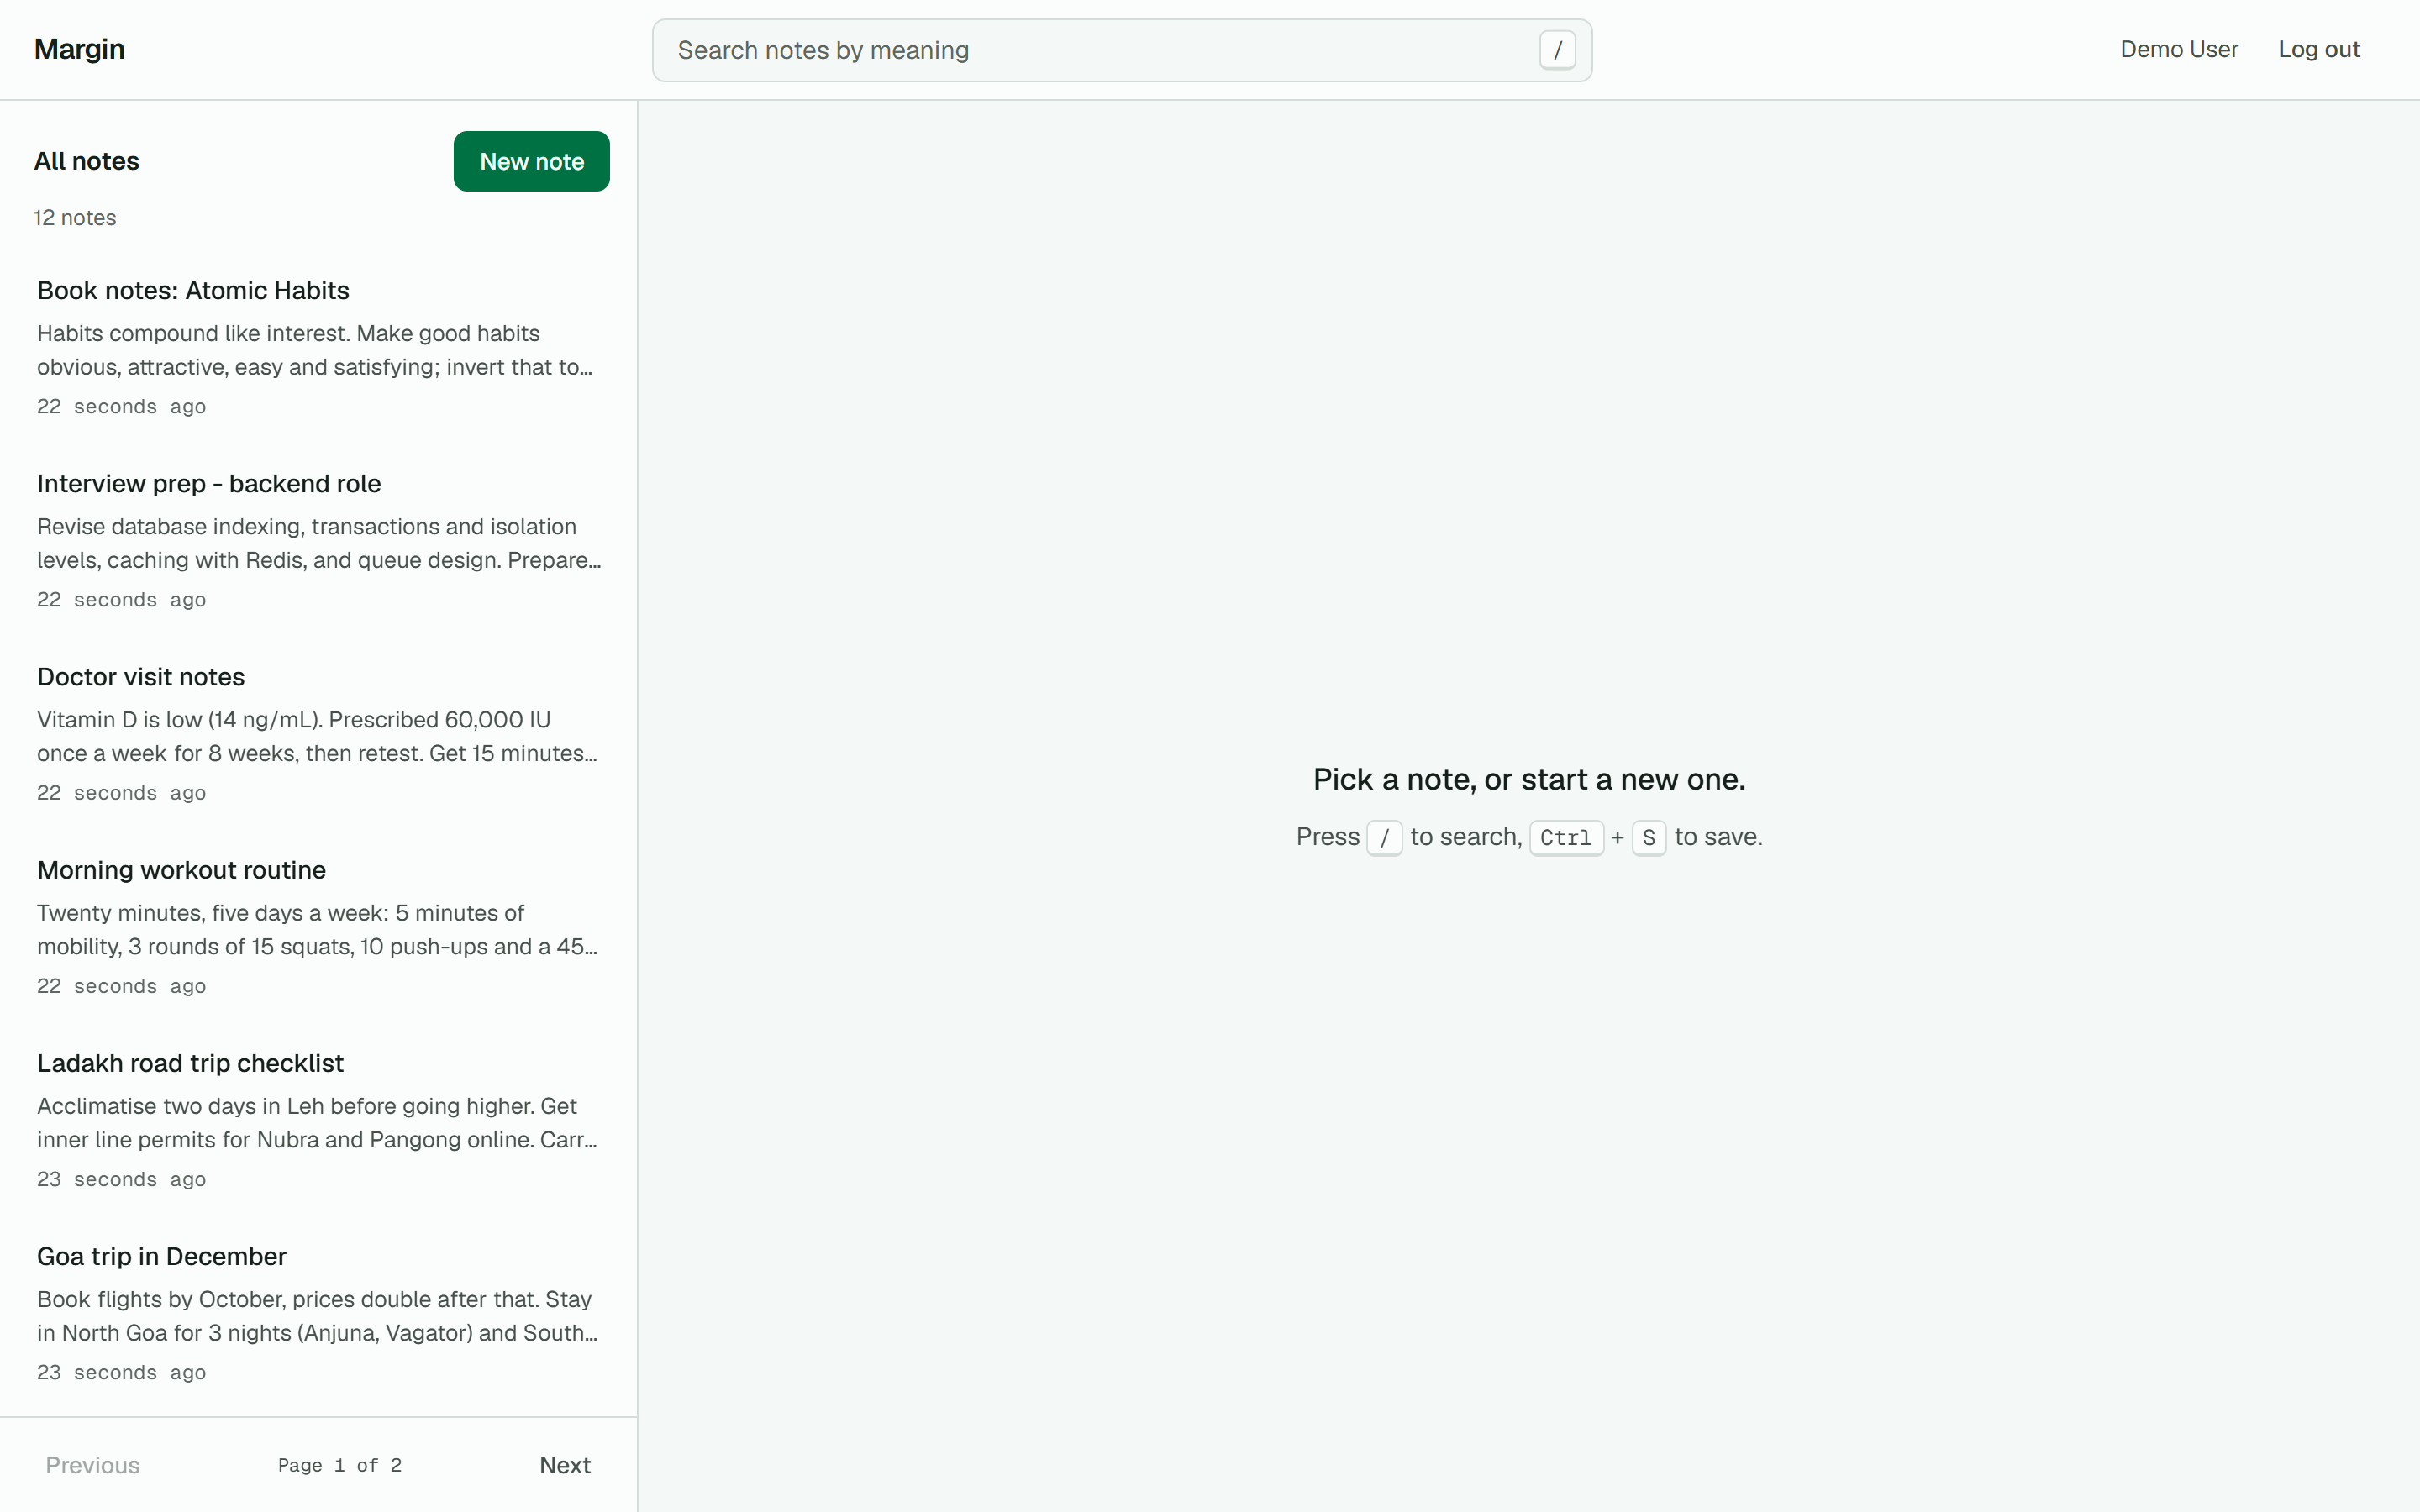 Margin
Search notes by meaning
/
Demo User
Log out
All notes
New note
12 notes
Book notes: Atomic Habits
Habits compound like interest. Make good habits
obvious, attractive, easy and satisfying; invert that to...
22 seconds ago
Interview prep - backend role
Revise database indexing, transactions and isolation
levels, caching with Redis, and queue design. Prepare...
22 seconds ago
Doctor visit notes
Vitamin D is low (14 ng/mL). Prescribed 60,000 IU
once a week for 8 weeks, then retest. Get 15 minutes...
22 seconds ago
Morning workout routine
Twenty minutes, five days a week: 5 minutes of
mobility, 3 rounds of 15 squats, 10 push-ups and a 45...
22 seconds ago
Ladakh road trip checklist
Acclimatise two days in Leh before going higher. Get
inner line permits for Nubra and Pangong online. Carr...
23 seconds ago
Goa trip in December
Book flights by October, prices double after that. Stay
in North Goa for 3 nights (Anjuna, Vagator) and South...
23 seconds ago
Previous
Page 1 of 2
Next
Pick a note, or start a new one.
Press / to search, Ctrl + S to save.